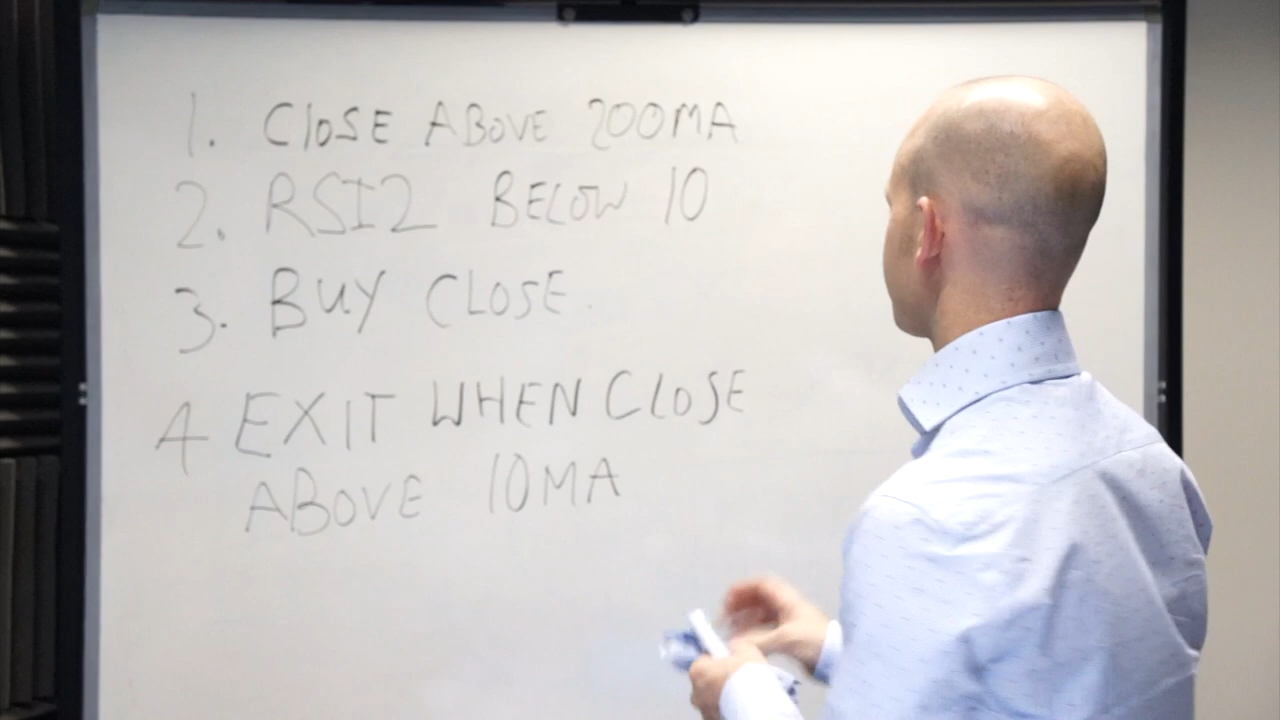 1. CLOSE ABOVE 200MA
2. RSI2 BELOW 10
3. BUY CLOSE.
4 EXIT WHEN CLOSE
ABOVE 10MA